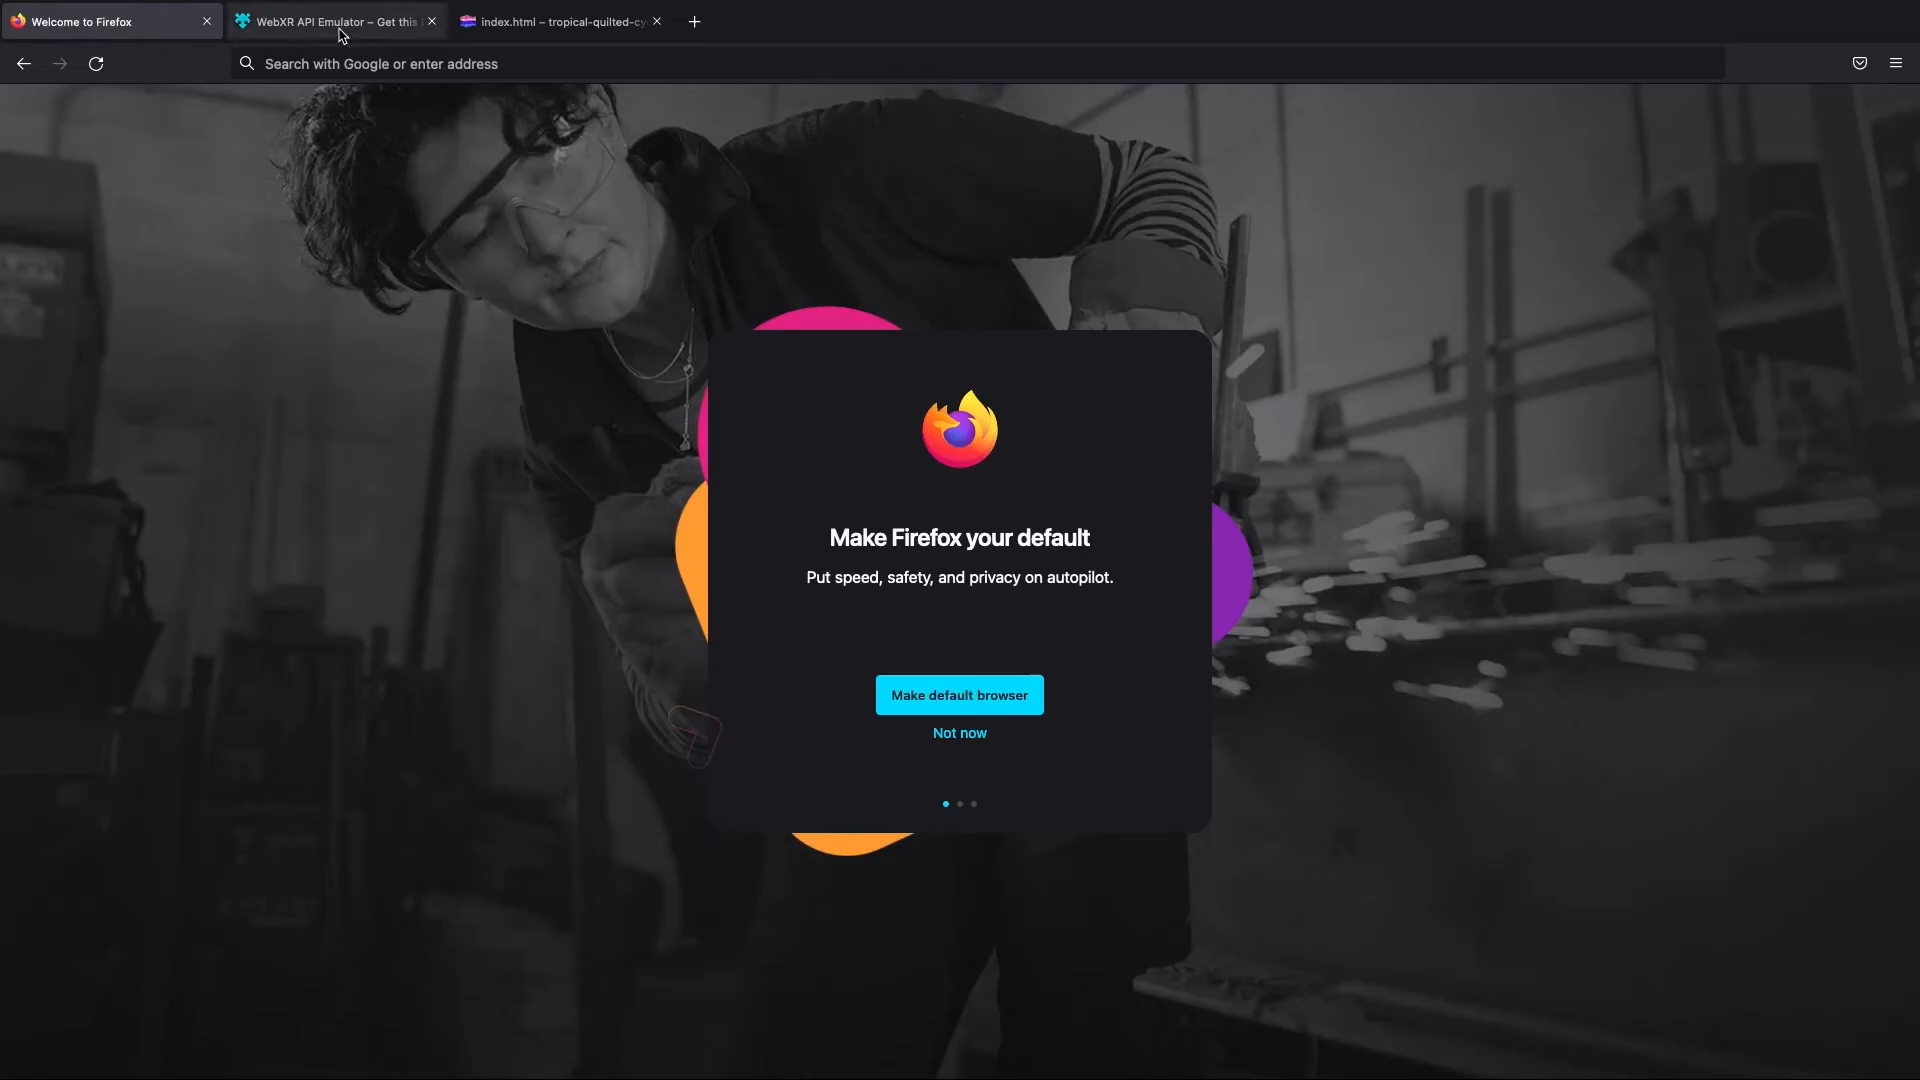 Welcome to Firefox
WebXR API Emulator – Get this
index.html – tropical-quilted-cy
Search with Google or enter address
Make Firefox your default
Put speed, safety, and privacy on autopilot.
Make default browser
Not now